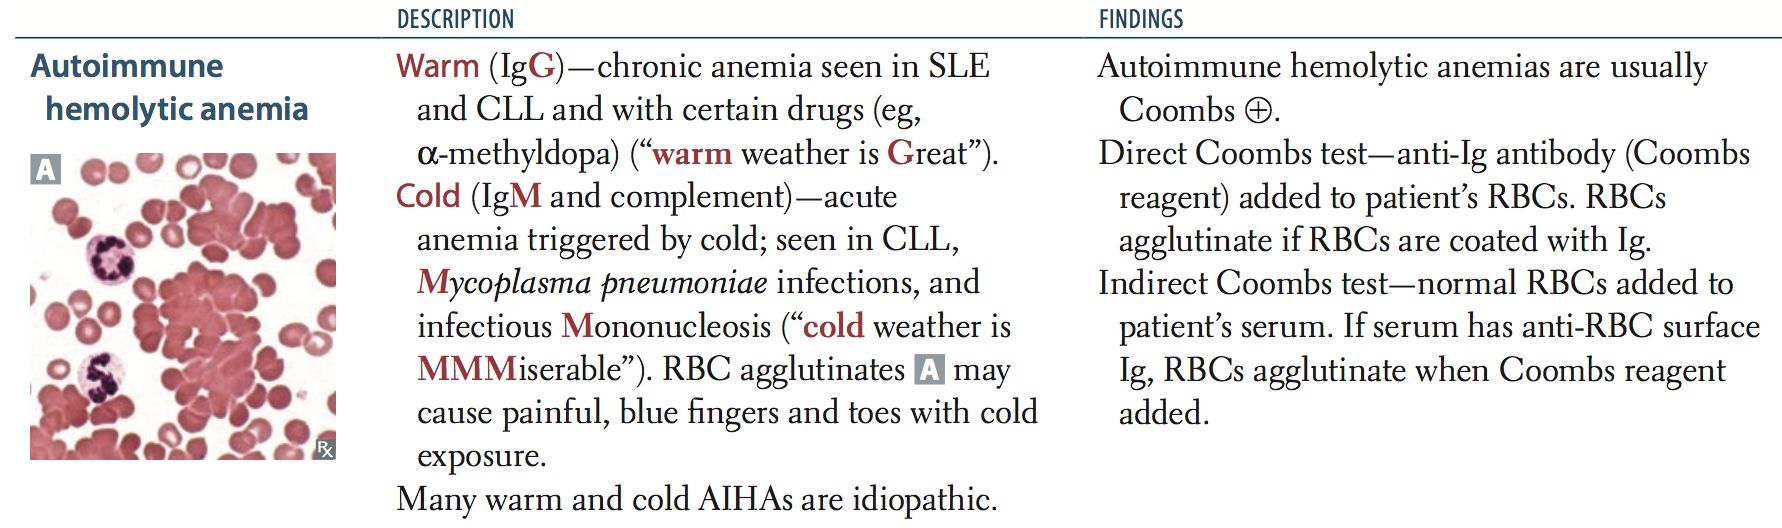 DESCRIPTION
FINDINGS
Autoimmune
hemolytic anemia
A
℞
Warm (IgG)—chronic anemia seen in SLE
and CLL and with certain drugs (eg,
α-methyldopa) (“warm weather is Great”).
Cold (IgM and complement)—acute
anemia triggered by cold; seen in CLL,
Mycoplasma pneumoniae infections, and
infectious Mononucleosis (“cold weather is
MMMiserable”). RBC agglutinates A may
cause painful, blue fingers and toes with cold
exposure.
Many warm and cold AIHAs are idiopathic.
Autoimmune hemolytic anemias are usually
Coombs ⊕.
Direct Coombs test—anti-Ig antibody (Coombs
reagent) added to patient’s RBCs. RBCs
agglutinate if RBCs are coated with Ig.
Indirect Coombs test—normal RBCs added to
patient’s serum. If serum has anti-RBC surface
Ig, RBCs agglutinate when Coombs reagent
added.